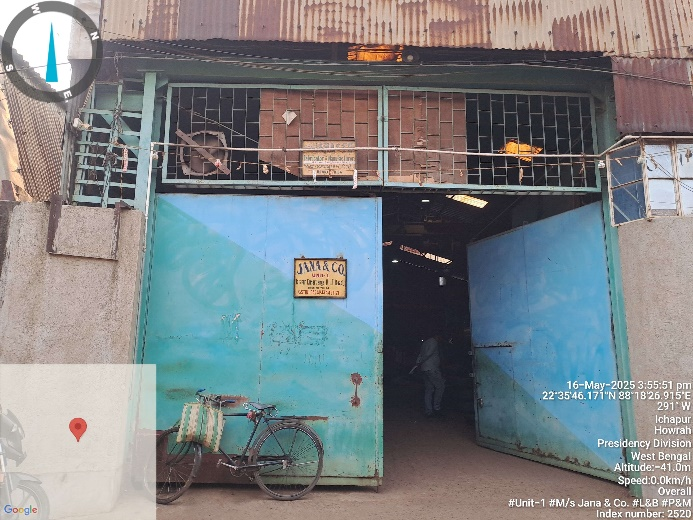 N
W
S
E
JANA & CO.
UNIT-I
16-May-2025 3:55:51 pm
22°35'46.171"N 88°18'26.915"E
291° W
Ichapur
Howrah
Presidency Division
West Bengal
Altitude:-41.0m
Speed:0.0km/h
Overall
#Unit-1 #M/s Jana & Co. #L&B #P&M
Index number: 2520
Google